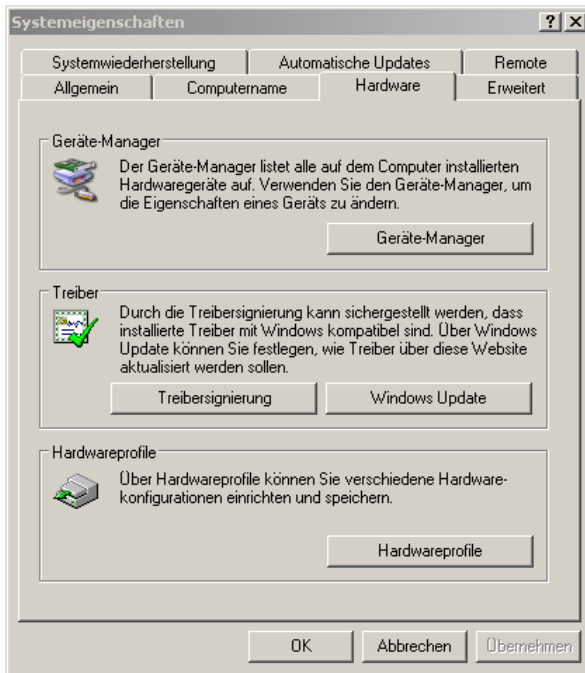 Systemeigenschaften
Systemwiederherstellung Automatische Updates Remote
Allgemein Computername Hardware Erweitert
Geräte-Manager
Der Geräte-Manager listet alle auf dem Computer installierten
Hardwaregeräte auf. Verwenden Sie den Geräte-Manager, um
die Eigenschaften eines Geräts zu ändern.
Geräte-Manager
Treiber
Durch die Treibersignierung kann sichergestellt werden, dass
installierte Treiber mit Windows kompatibel sind. Über Windows
Update können Sie festlegen, wie Treiber über diese Website
aktualisiert werden sollen.
Treibersignierung Windows Update
Hardwareprofile
Über Hardwareprofile können Sie verschiedene Hardware-
konfigurationen einrichten und speichern.
Hardwareprofile
OK Abbrechen Übernehmen